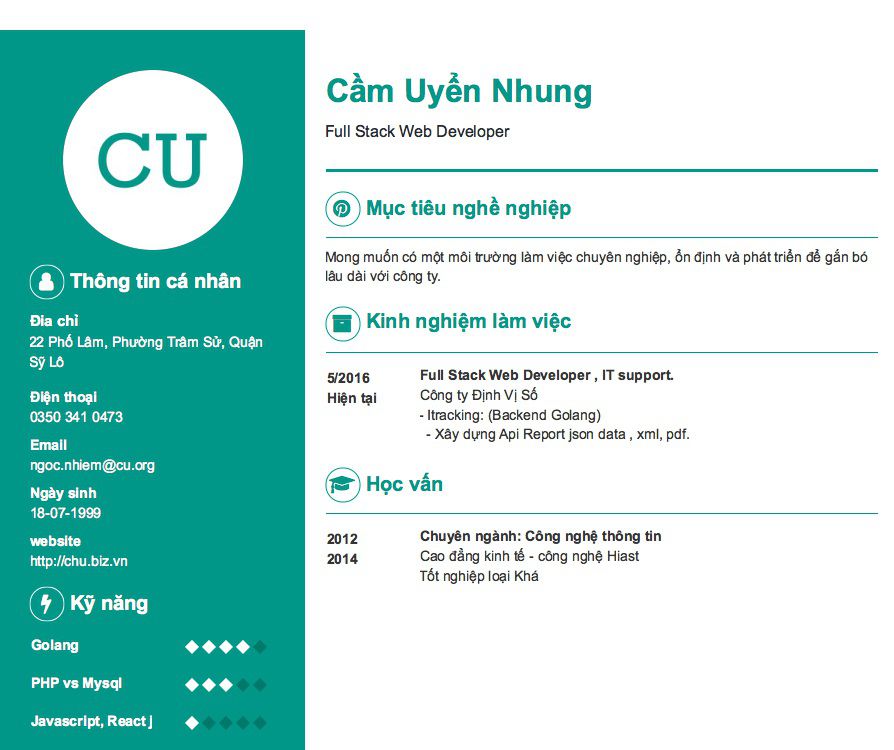 CU
Thông tin cá nhân
Đia chỉ
22 Phố Lâm, Phường Trâm Sử, Quận
Sỹ Lô
Điện thoại
0350 341 0473
Email
ngoc.nhiem@cu.org
Ngày sinh
18-07-1999
website
http://chu.biz.vn
Kỹ năng
Golang
PHP vs Mysql
Javascript, React j
Cầm Uyển Nhung
Full Stack Web Developer
Mục tiêu nghề nghiệp
Mong muốn có một môi trường làm việc chuyên nghiệp, ổn định và phát triển để gắn bó
lâu dài với công ty.
Kinh nghiệm làm việc
5/2016
Hiện tại
Full Stack Web Developer , IT support.
Công ty Định Vị Số
- Itracking: (Backend Golang)
- Xây dựng Api Report json data , xml, pdf.
Học vấn
2012
2014
Chuyên ngành: Công nghệ thông tin
Cao đẳng kinh tế - công nghệ Hiast
Tốt nghiệp loại Khá